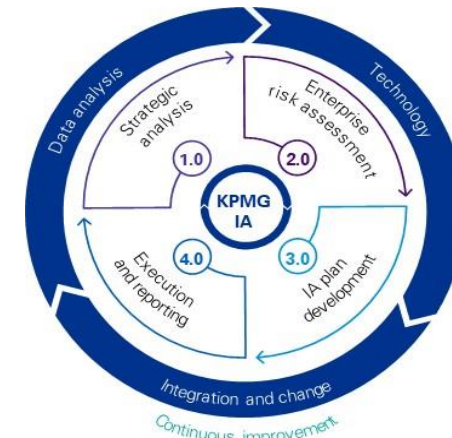 Data analysis
Technology
Strategic
analysis
1.0
Enterprise
risk assessment
2.0
KPMG
IA
4.0
Execution
and reporting
3.0
IA plan
development
Integration and change
Continuous improvement